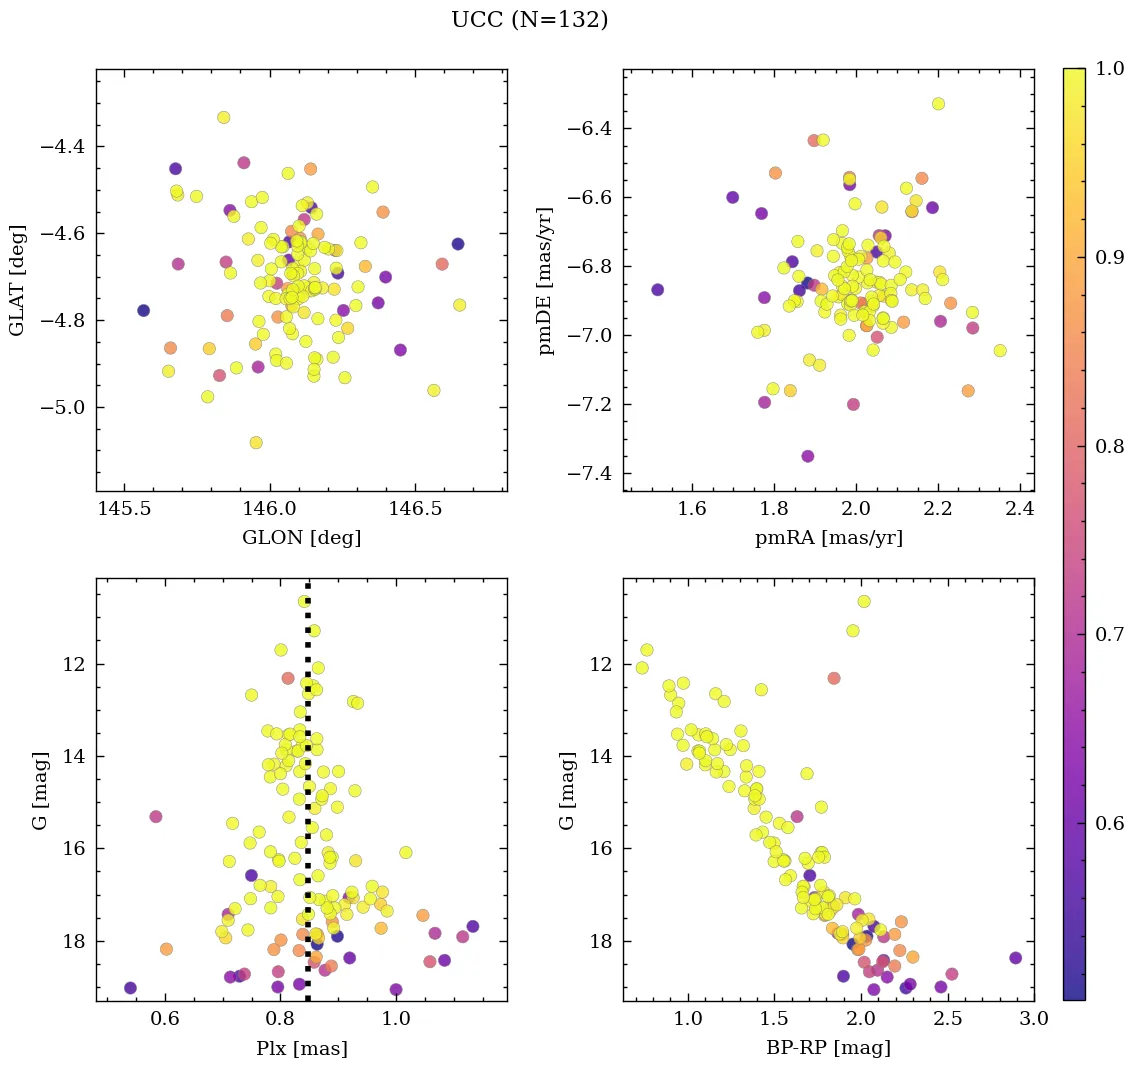 UCC (N=132)
−4.4
−4.6
−4.8
−5.0
GLAT [deg]
145.5 146.0 146.5
GLON [deg]
−6.4
−6.6
−6.8
−7.0
−7.2
−7.4
pmDE [mas/yr]
1.6 1.8 2.0 2.2 2.4
pmRA [mas/yr]
12
14
16
18
G [mag]
0.6 0.8 1.0
Plx [mas]
12
14
16
18
G [mag]
1.0 1.5 2.0 2.5 3.0
BP-RP [mag]
1.0
0.9
0.8
0.7
0.6